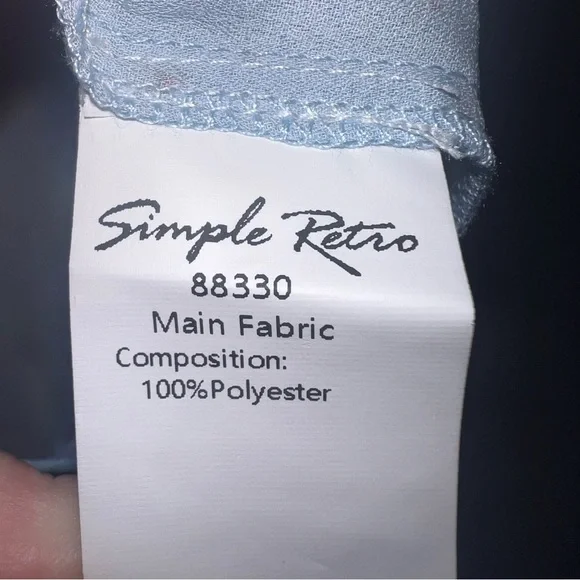 Simple Retro
88330
Main Fabric
Composition:
100%Polyester